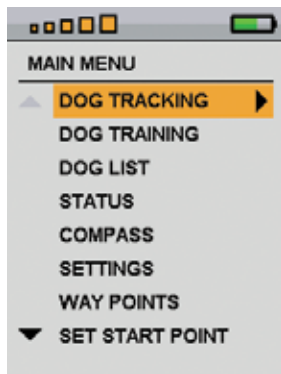 MAIN MENU
DOG TRACKING
DOG TRAINING
DOG LIST
STATUS
COMPASS
SETTINGS
WAY POINTS
SET START POINT